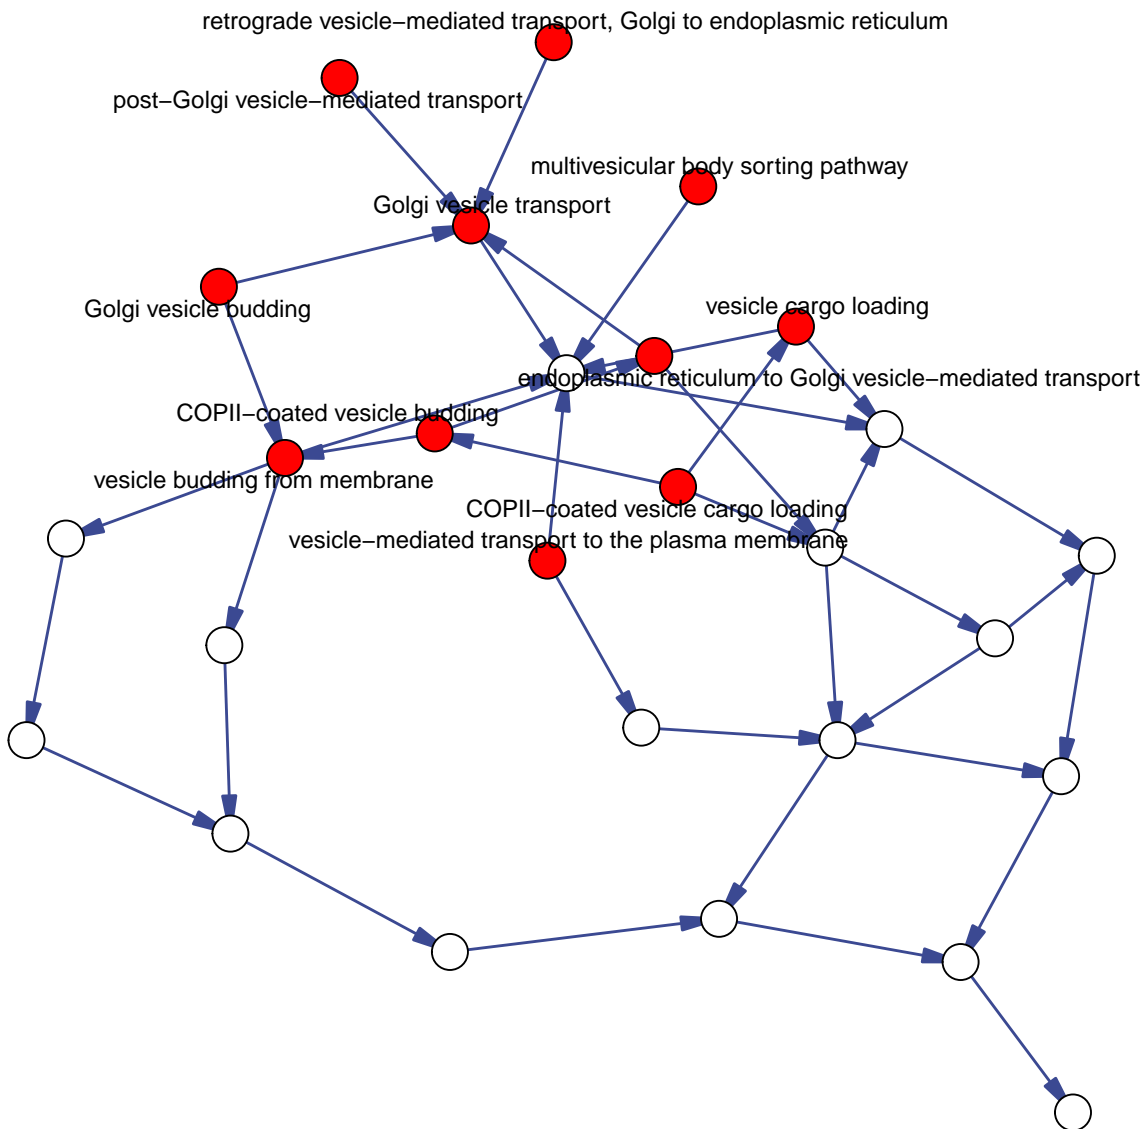 retrograde vesicle−mediated transport, Golgi to endoplasmic reticulum
post−Golgi vesicle−mediated transport
multivesicular body sorting pathway
Golgi vesicle transport
Golgi vesicle budding
vesicle cargo loading
endoplasmic reticulum to Golgi vesicle−mediated transport
COPII−coated vesicle budding
vesicle budding from membrane
COPII−coated vesicle cargo loading
vesicle−mediated transport to the plasma membrane